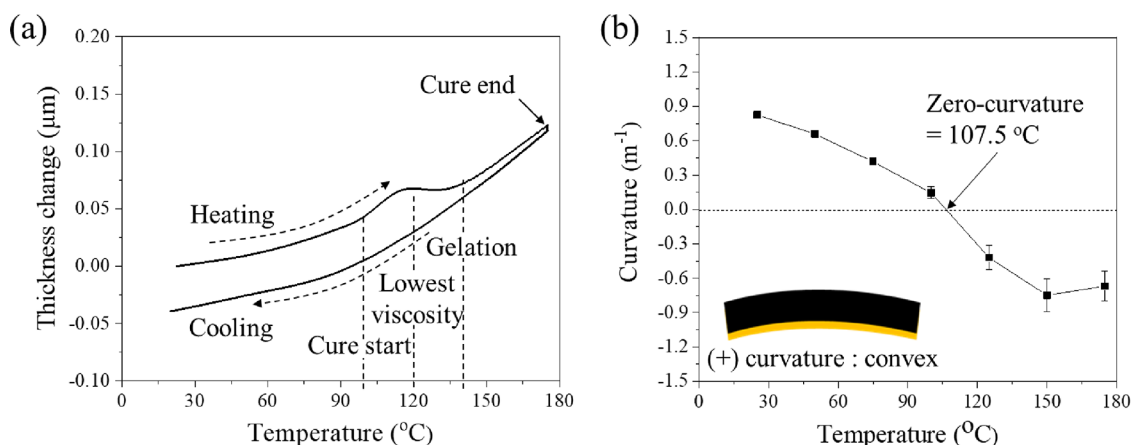 (a)
0.20
0.15
0.10
0.05
0.00
-0.05
-0.10
Thickness change (μm)
Cure end
Heating
Gelation
Cooling
Lowest
viscosity
Cure start
0 30 60 90 120 150 180
Temperature (°C)
(b)
1.5
1.2
0.9
0.6
0.3
0.0
-0.3
-0.6
-0.9
-1.2
-1.5
Curvature (m-1)
Zero-curvature
= 107.5 °C
(+) curvature : convex
0 30 60 90 120 150 180
Temperature (°C)